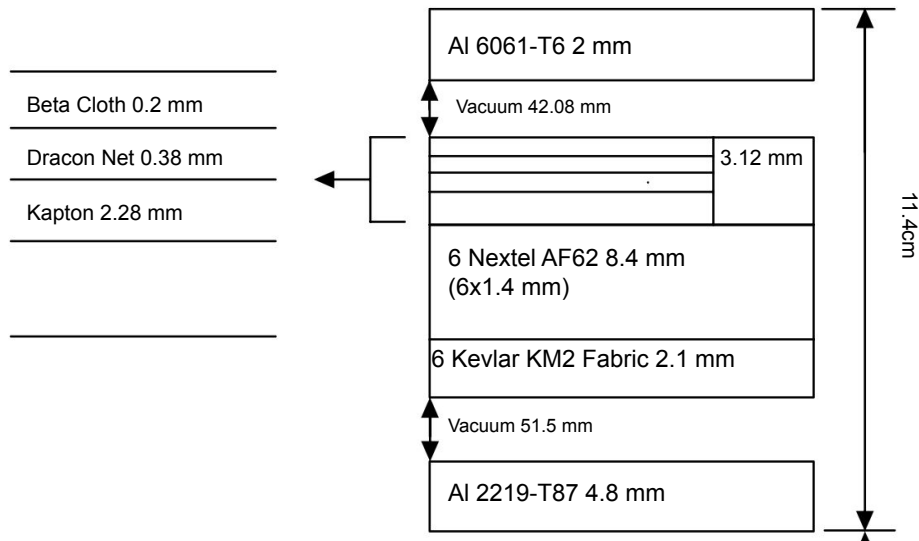 Al 6061-T6 2 mm
Vacuum 42.08 mm
Beta Cloth 0.2 mm
Dracon Net 0.38 mm
Kapton 2.28 mm
3.12 mm
6 Nextel AF62 8.4 mm
(6x1.4 mm)
6 Kevlar KM2 Fabric 2.1 mm
Vacuum 51.5 mm
Al 2219-T87 4.8 mm
11.4cm